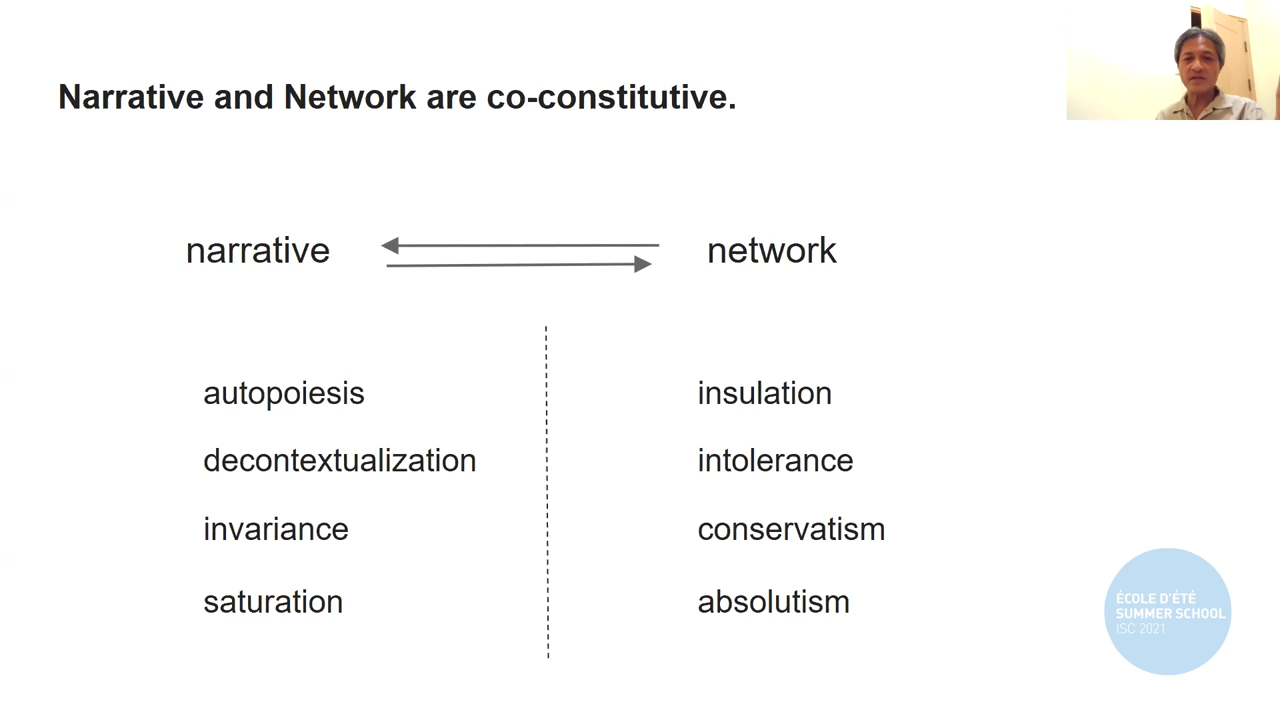 Narrative and Network are co-constitutive.
narrative network
autopoiesis insulation
decontextualization intolerance
invariance conservatism
saturation absolutism
ÉCOLE D'ÉTÉ
SUMMER SCHOOL
ISC 2021